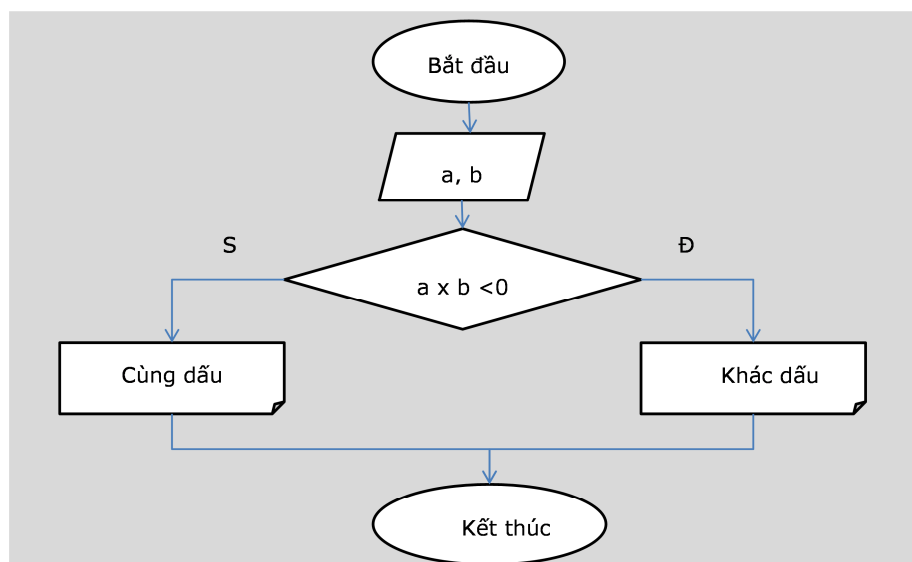 Bắt đầu
a, b
S
Đ
a x b <0
Cùng dấu
Khác dấu
Kết thúc